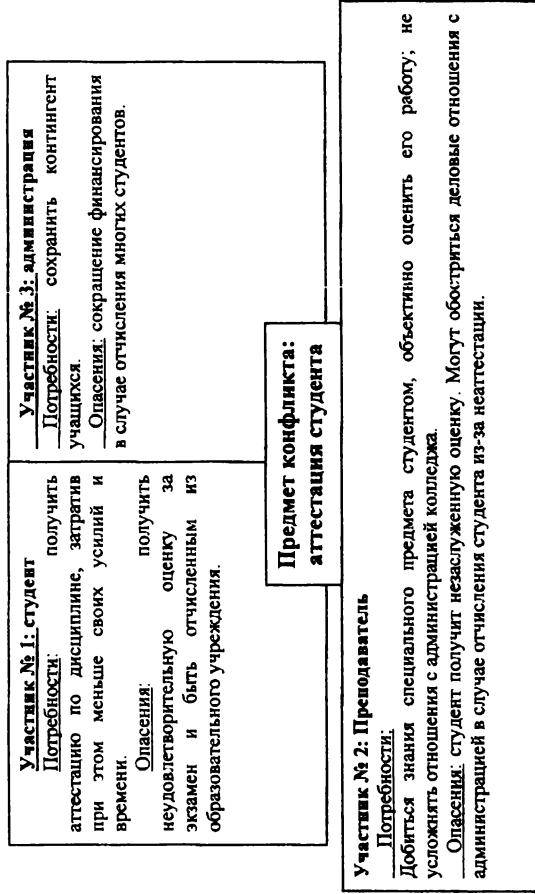 Участник № 1: студент
Потребности: получить
аттестацию по дисциплине, затратив
при этом меньше своих усилий и
времени.
Опасения: получить
неудовлетворительную оценку за
экзамен и быть отчисленным из
образовательного учреждения.
Участник № 3: администрация
Потребности: сохранить контингент
учащихся.
Опасения: сокращение финансирования
в случае отчисления многих студентов.
Предмет конфликта:
аттестация студента
Участник № 2: Преподаватель
Потребности:
Добиться знания специального предмета студентом, объективно оценить его работу; не
усложнять отношения с администрацией колледжа.
Опасения: студент получит незаслуженную оценку. Могут обостриться деловые отношения с
администрацией в случае отчисления студента из-за неаттестации.